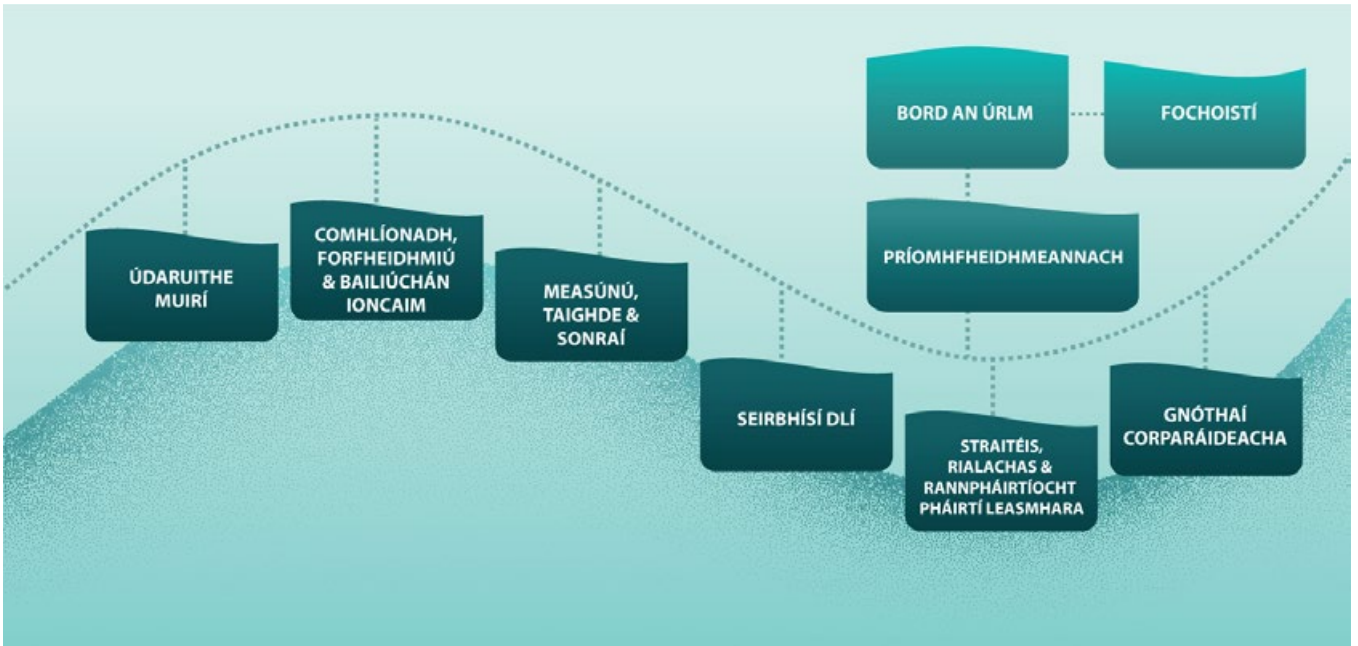 BORD AN ÚRLM
FOCHOISTÍ
PRÍOMHFHEIDHMEANNACH
ÚDARUITHE
MUIRÍ
COMHLÍONADH,
FORFHEIDHMIÚ
& BAILIÚCHÁN
IONCAIM
MEASÚNÚ,
TAIGHDE &
SONRAÍ
SEIRBHÍSÍ DLÍ
STRAITÉIS,
RIALACHAS &
RANNPHÁIRTÍOCHT
PHÁIRTÍ LEASMHARA
GNÓTHAÍ
CORPARÁIDEACHA